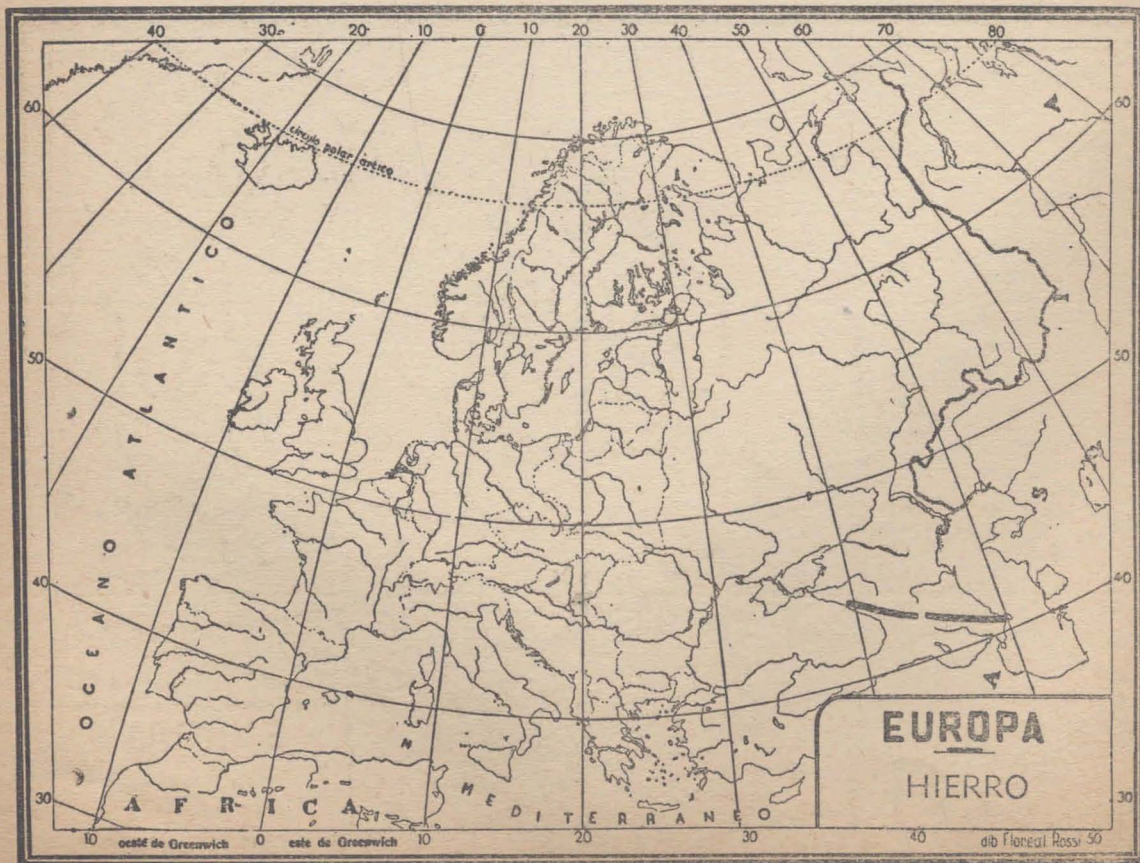 40 30 20 10 0 10 20 30 40 50 60 70 80
60 60
círculo polar ártico
OCEANO ATLANTICO
50 50
40 40
30 30
A S I A
AFRICA
MEDITERRANEO
EUROPA
HIERRO
10 0 10 20 30 40 50
oeste de Greenwich este de Greenwich
dib Floreal Rossi